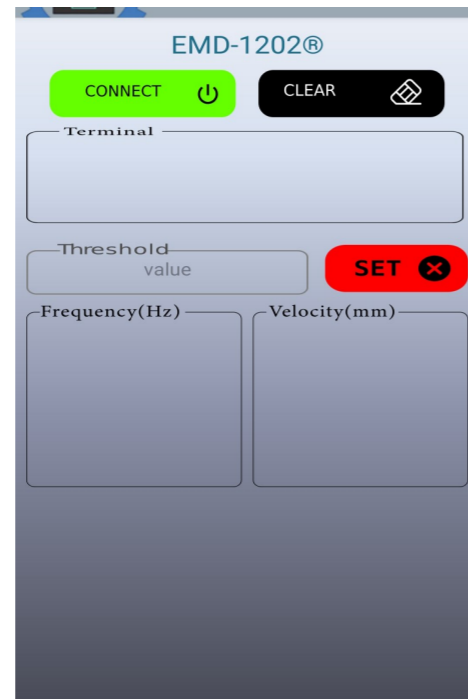 EMD-1202®
CONNECT
CLEAR
Terminal
Threshold
value
SET
Frequency(Hz)
Velocity(mm)